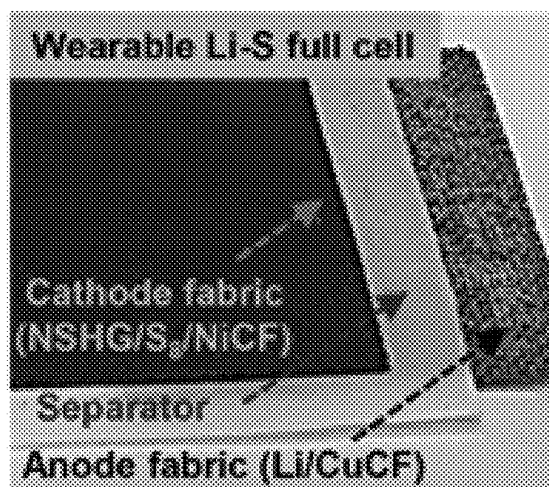 Wearable Li-S full cell
Cathode fabric
(NSHG/S₈/NiCF)
Separator
Anode fabric (Li/CuCF)